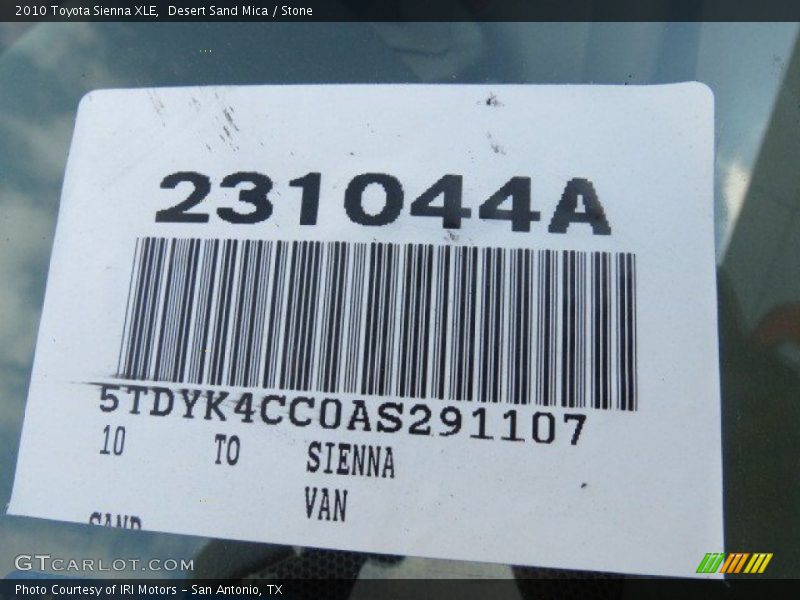 2010 Toyota Sienna XLE, Desert Sand Mica / Stone
231044A
5TDYK4CC0AS291107
10 TO SIENNA
VAN
SAND
GTCARLOT.COM
Photo Courtesy of IRI Motors – San Antonio, TX